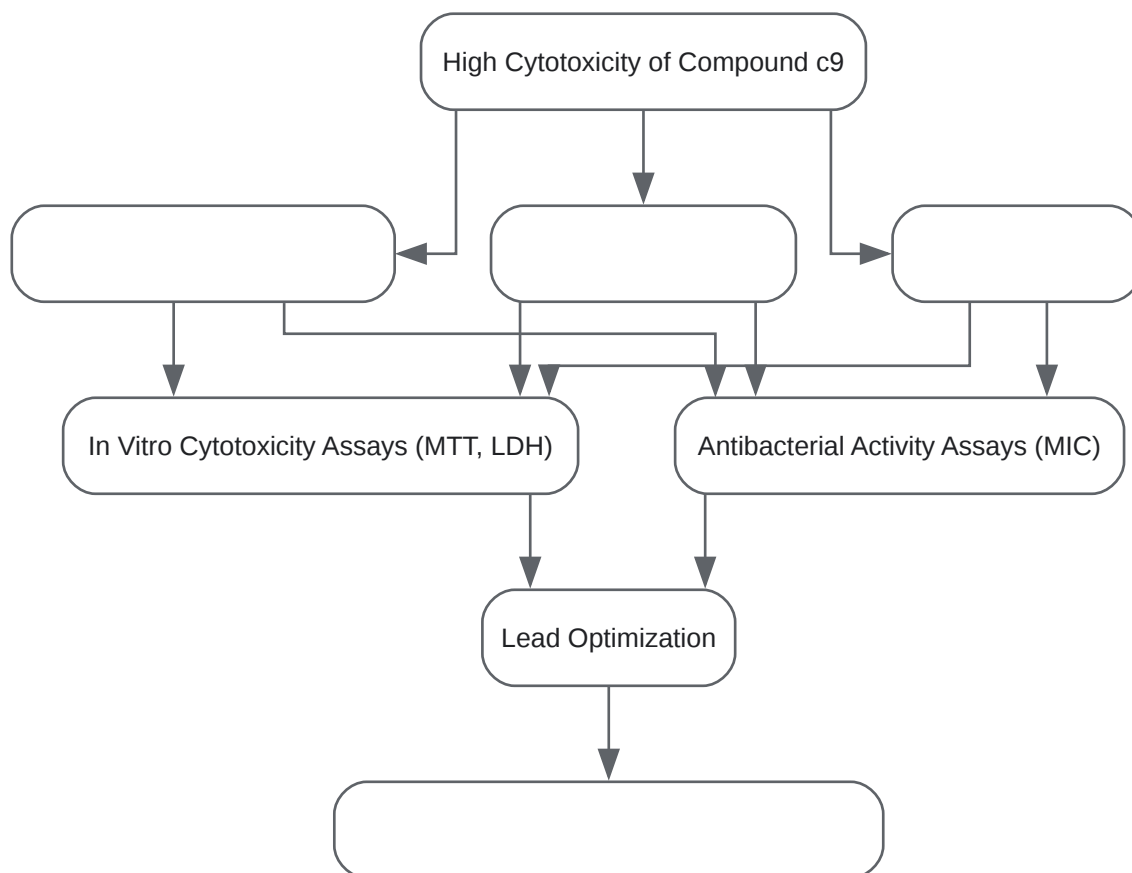 High Cytotoxicity of Compound c9
In Vitro Cytotoxicity Assays (MTT, LDH)
Antibacterial Activity Assays (MIC)
Lead Optimization